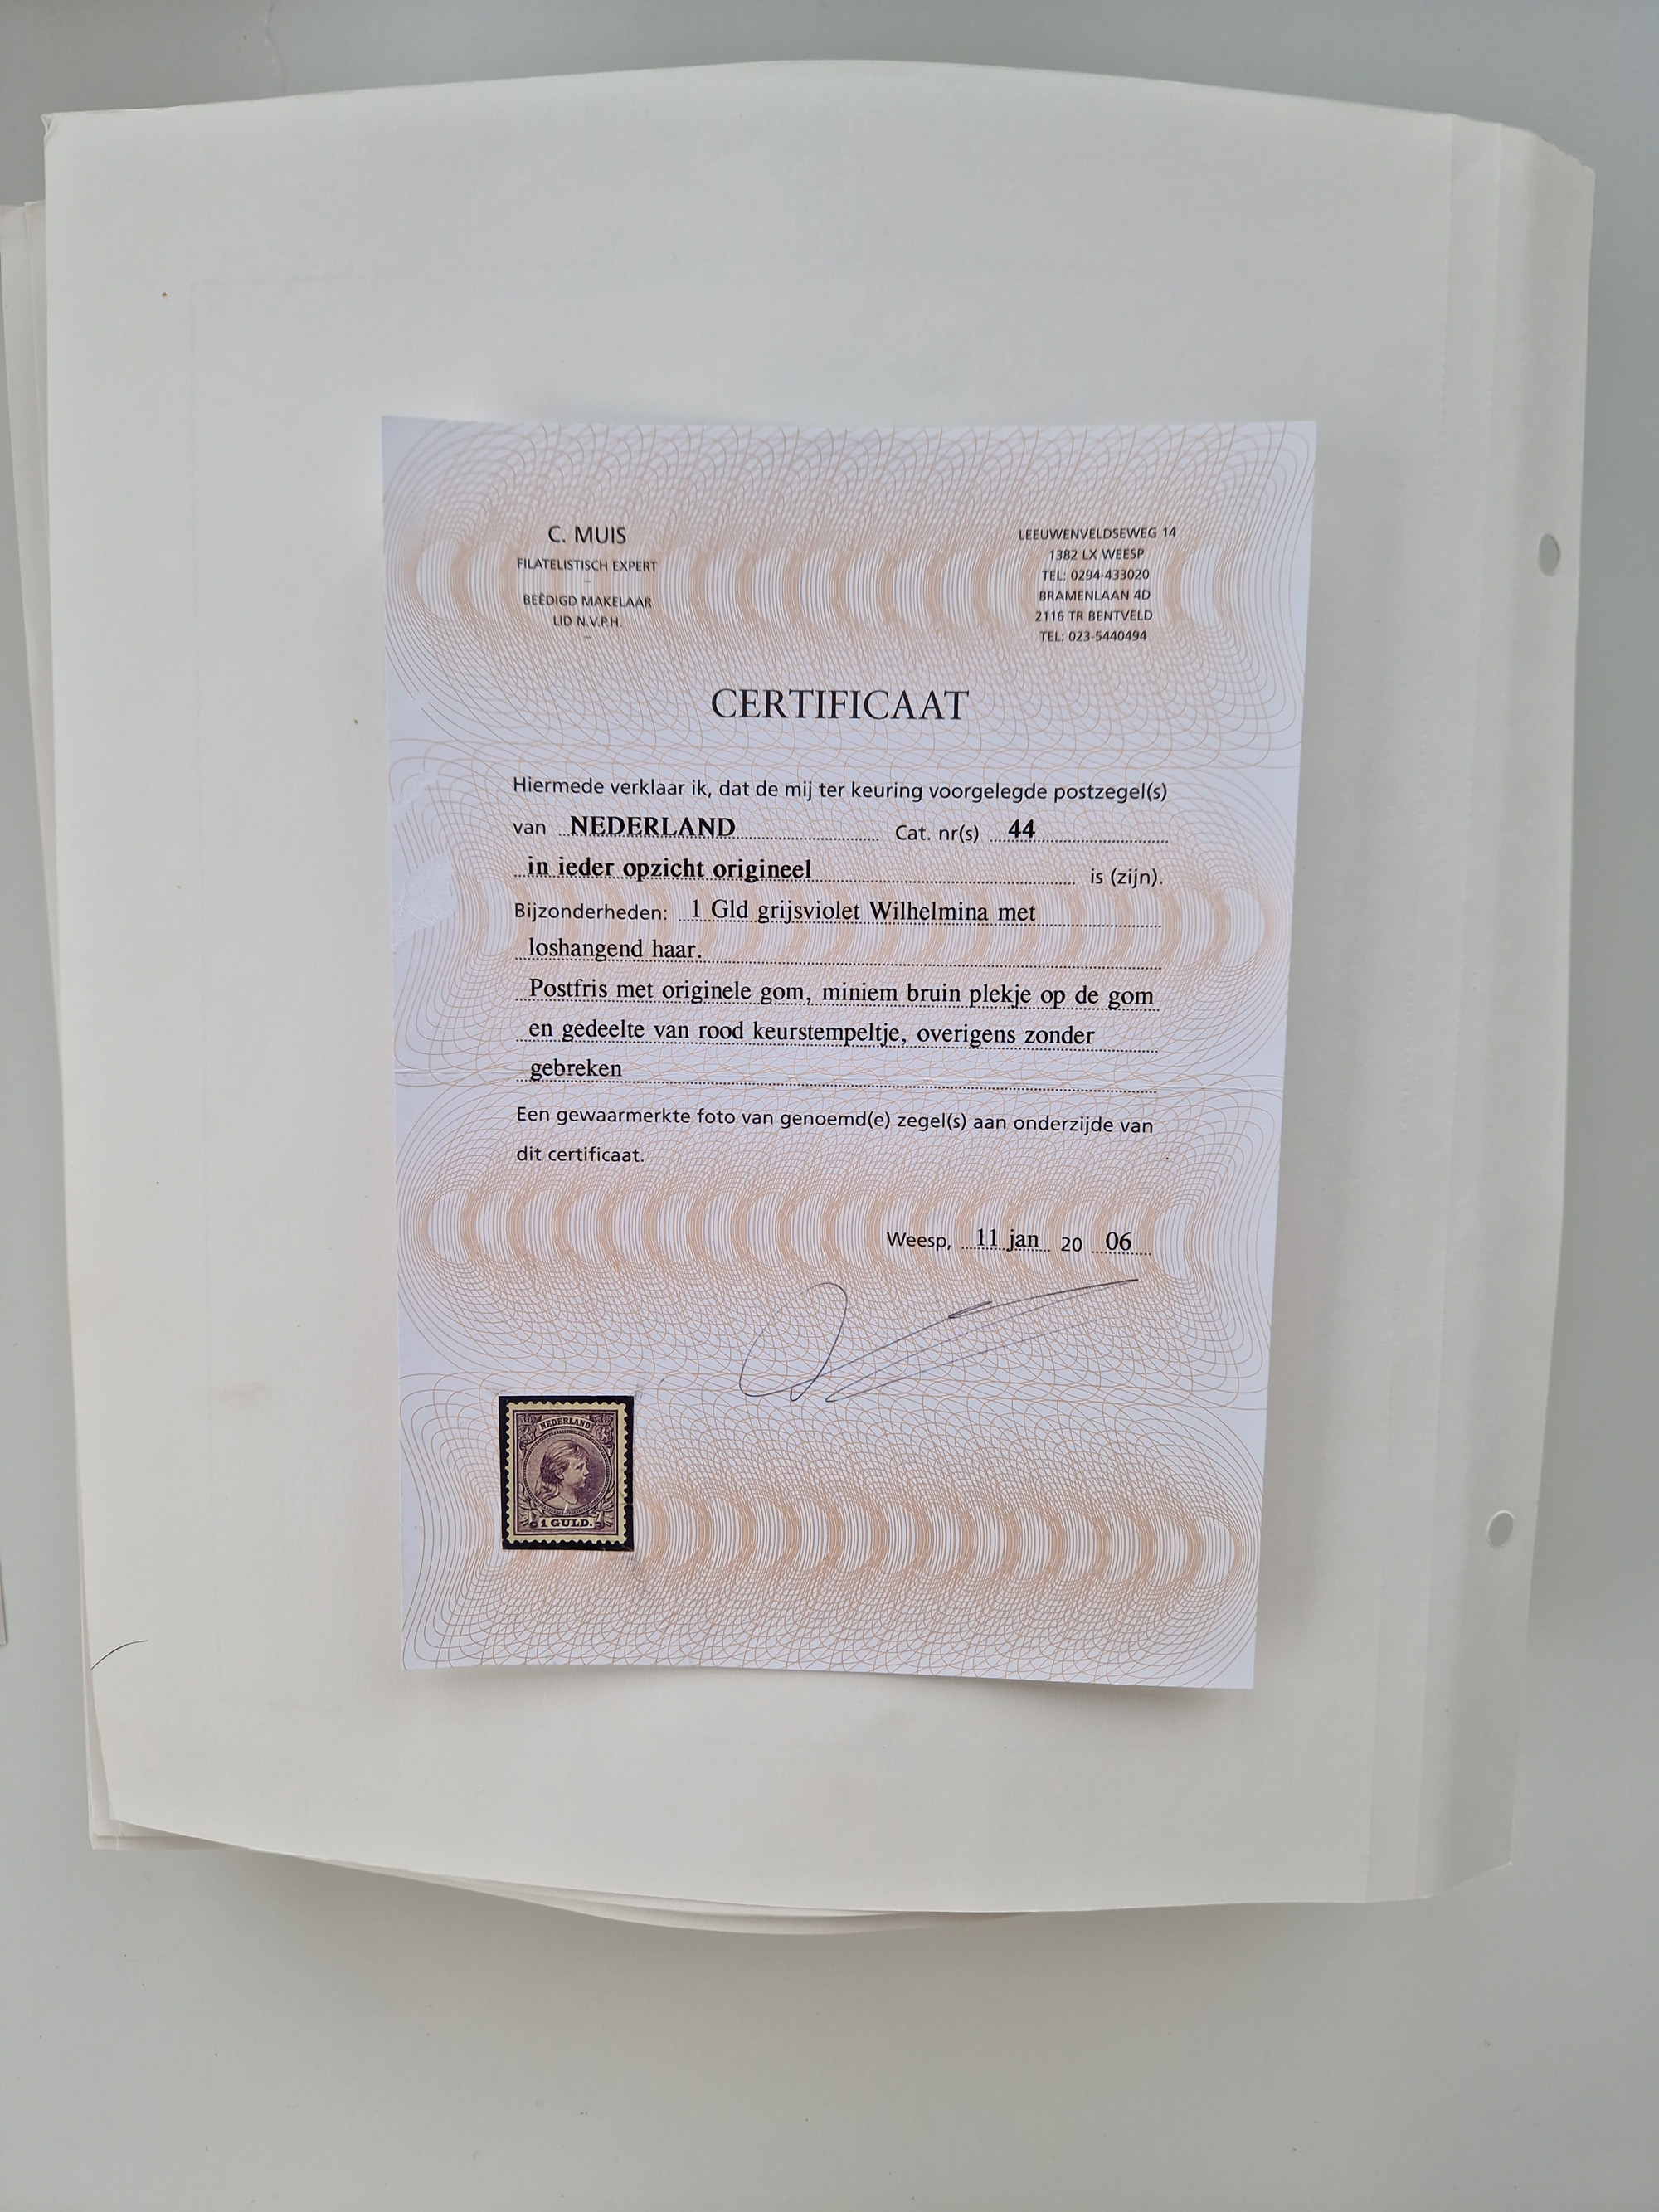 C. MUIS
FILATELISTISCH EXPERT
–
BEËDIGD MAKELAAR
LID N.V.P.H.
–
LEEUWENVELDSEWEG 14
1382 LX WEESP
TEL: 0294-433020
BRAMENLAAN 4D
2116 TR BENTVELD
TEL: 023-5440494
CERTIFICAAT
Hiermede verklaar ik, dat de mij ter keuring voorgelegde postzegel(s)
van NEDERLAND Cat. nr(s) 44
in ieder opzicht origineel is (zijn).
Bijzonderheden: 1 Gld grijsviolet Wilhelmina met
loshangend haar.
Postfris met originele gom, miniem bruin plekje op de gom
en gedeelte van rood keurstempeltje, overigens zonder
gebreken
Een gewaarmerkte foto van genoemd(e) zegel(s) aan onderzijde van
dit certificaat.
Weesp, 11 jan 20 06
NEDERLAND
1 GULD.